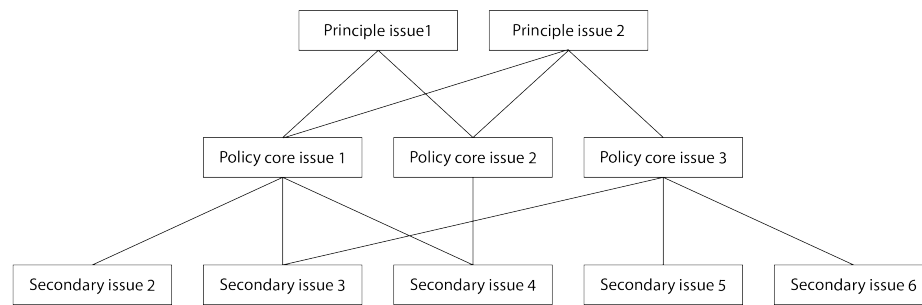 Principle issue1
Principle issue 2
Policy core issue 1
Policy core issue 2
Policy core issue 3
Secondary issue 2
Secondary issue 3
Secondary issue 4
Secondary issue 5
Secondary issue 6